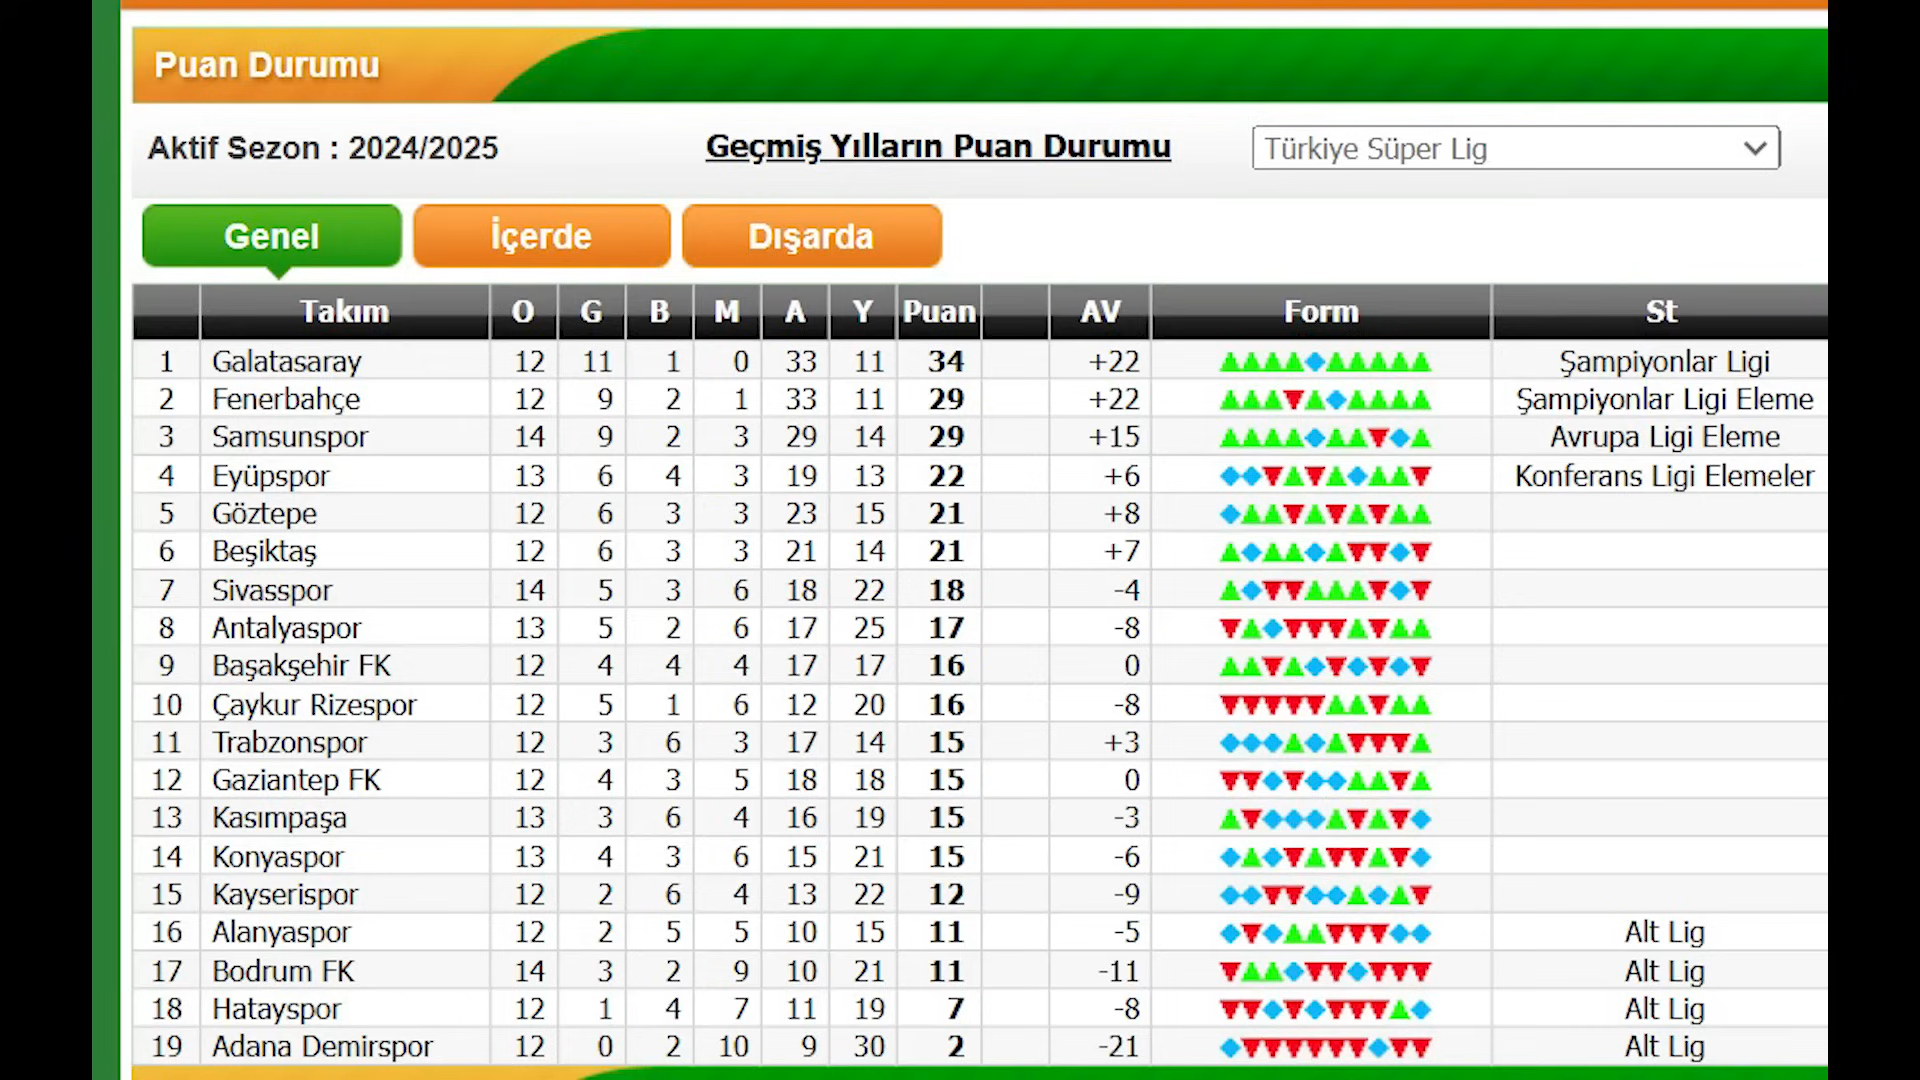 Puan Durumu
Aktif Sezon : 2024/2025 Geçmiş Yılların Puan Durumu Türkiye Süper Lig
Genel İçerde Dışarda
Takım O G B M A Y Puan AV Form St
1 Galatasaray 12 11 1 0 33 11 34 +22 Şampiyonlar Ligi
2 Fenerbahçe 12 9 2 1 33 11 29 +22 Şampiyonlar Ligi Eleme
3 Samsunspor 14 9 2 3 29 14 29 +15 Avrupa Ligi Eleme
4 Eyüpspor 13 6 4 3 19 13 22 +6 Konferans Ligi Elemeler
5 Göztepe 12 6 3 3 23 15 21 +8
6 Beşiktaş 12 6 3 3 21 14 21 +7
7 Sivasspor 14 5 3 6 18 22 18 -4
8 Antalyaspor 13 5 2 6 17 25 17 -8
9 Başakşehir FK 12 4 4 4 17 17 16 0
10 Çaykur Rizespor 12 5 1 6 12 20 16 -8
11 Trabzonspor 12 3 6 3 17 14 15 +3
12 Gaziantep FK 12 4 3 5 18 18 15 0
13 Kasımpaşa 13 3 6 4 16 19 15 -3
14 Konyaspor 13 4 3 6 15 21 15 -6
15 Kayserispor 12 2 6 4 13 22 12 -9
16 Alanyaspor 12 2 5 5 10 15 11 -5 Alt Lig
17 Bodrum FK 14 3 2 9 10 21 11 -11 Alt Lig
18 Hatayspor 12 1 4 7 11 19 7 -8 Alt Lig
19 Adana Demirspor 12 0 2 10 9 30 2 -21 Alt Lig